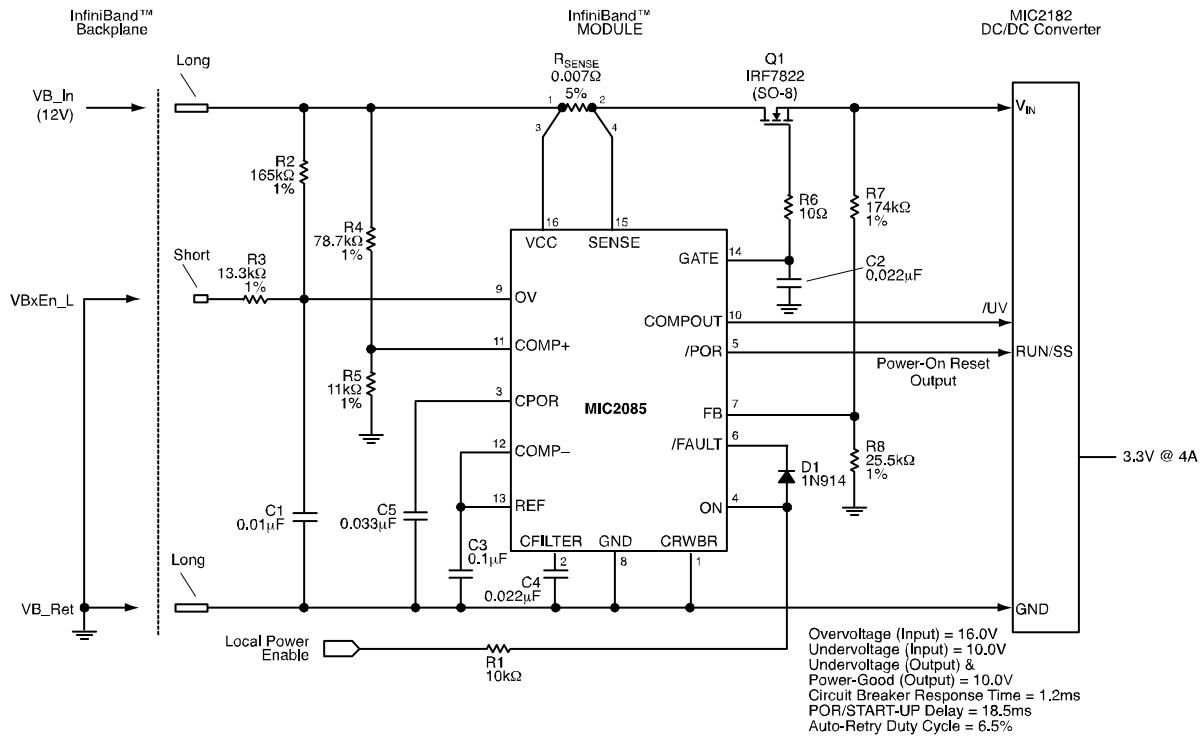 InfiniBand™
Backplane
InfiniBand™
MODULE
MIC2182
DC/DC Converter
Long
RSENSE
0.007Ω
5%
Q1
IRF7822
(SO-8)
VB_In
(12V)
1
2
3
4
VIN
R2
165kΩ
1%
R4
78.7kΩ
1%
R6
10Ω
R7
174kΩ
1%
16
15
VCC
SENSE
GATE
14
C2
0.022µF
Short
R3
13.3kΩ
1%
VBxEn_L
9
OV
COMPOUT
10
/UV
11
COMP+
/POR
5
RUN/SS
Power-On Reset
Output
R5
11kΩ
1%
3
CPOR
MIC2085
FB
7
12
COMP–
/FAULT
6
R8
25.5kΩ
1%
3.3V @ 4A
D1
1N914
13
REF
ON
4
C1
0.01µF
C5
0.033µF
C3
0.1µF
CFILTER
GND
CRWBR
2
8
1
C4
0.022µF
Long
VB_Ret
GND
Local Power
Enable
R1
10kΩ
Overvoltage (Input) = 16.0V
Undervoltage (Input) = 10.0V
Undervoltage (Output) &
Power-Good (Output) = 10.0V
Circuit Breaker Response Time = 1.2ms
POR/START-UP Delay = 18.5ms
Auto-Retry Duty Cycle = 6.5%